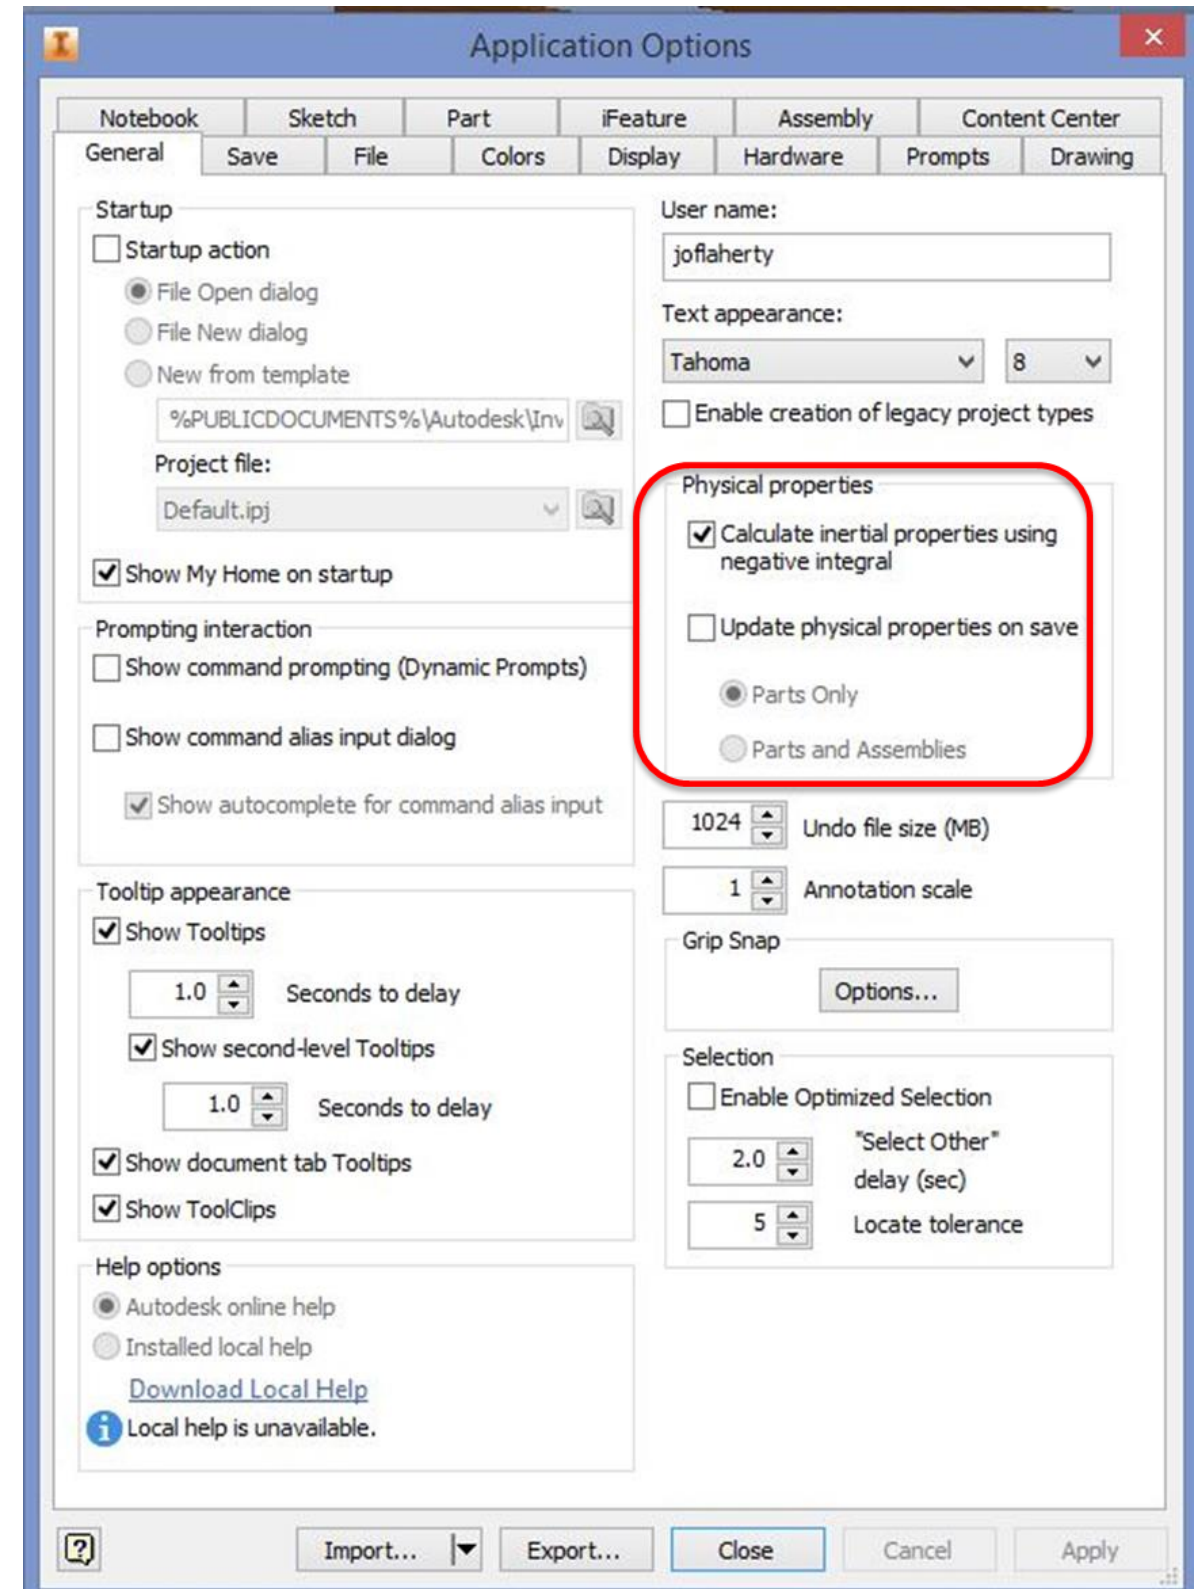 Application Options
Notebook Sketch Part iFeature Assembly Content Center
General Save File Colors Display Hardware Prompts Drawing
Startup
Startup action
File Open dialog
File New dialog
New from template
%PUBLICDOCUMENTS%\Autodesk\Inv
Project file:
Default.ipj
Show My Home on startup
Prompting interaction
Show command prompting (Dynamic Prompts)
Show command alias input dialog
Show autocomplete for command alias input
Tooltip appearance
Show Tooltips
1.0 Seconds to delay
Show second-level Tooltips
1.0 Seconds to delay
Show document tab Tooltips
Show ToolClips
Help options
Autodesk online help
Installed local help
Download Local Help
Local help is unavailable.
User name:
joflaherty
Text appearance:
Tahoma 8
Enable creation of legacy project types
Physical properties
Calculate inertial properties using
negative integral
Update physical properties on save
Parts Only
Parts and Assemblies
1024 Undo file size (MB)
1 Annotation scale
Grip Snap
Options...
Selection
Enable Optimized Selection
2.0 "Select Other"
delay (sec)
5 Locate tolerance
Import... Export... Close Cancel Apply